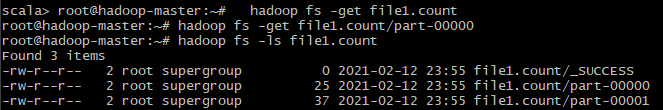 scala> root@hadoop-master:~#   hadoop fs -get file1.count
root@hadoop-master:~# hadoop fs -get file1.count/part-00000
root@hadoop-master:~# hadoop fs -ls file1.count
Found 3 items
-rw-r--r--   2 root supergroup          0 2021-02-12 23:55 file1.count/_SUCCESS
-rw-r--r--   2 root supergroup         25 2021-02-12 23:55 file1.count/part-00000
-rw-r--r--   2 root supergroup         37 2021-02-12 23:55 file1.count/part-00001